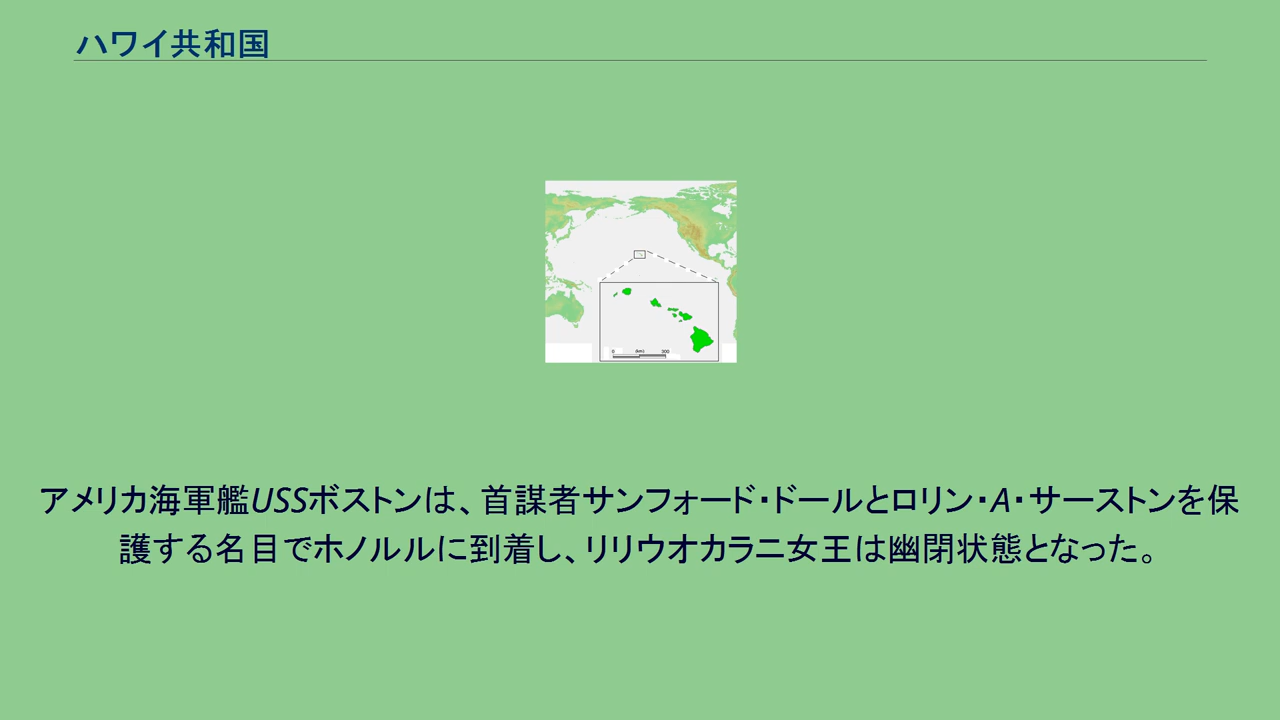 ハワイ共和国
0 (km) 300
アメリカ海軍艦USSボストンは、首謀者サンフォード・ドールとロリン・A・サーストンを保
護する名目でホノルルに到着し、リリウオカラニ女王は幽閉状態となった。